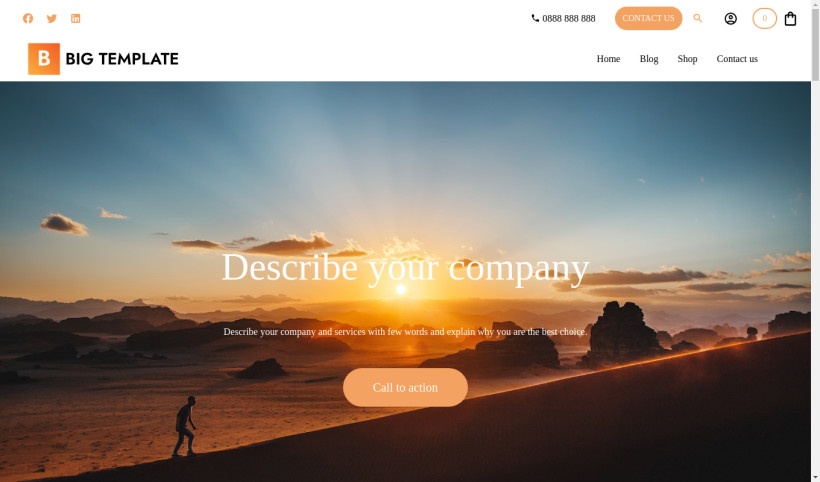 0888 888 888
CONTACT US
0
B BIG TEMPLATE
Home Blog Shop Contact us
Describe your company
Describe your company and services with few words and explain why you are the best choice.
Call to action